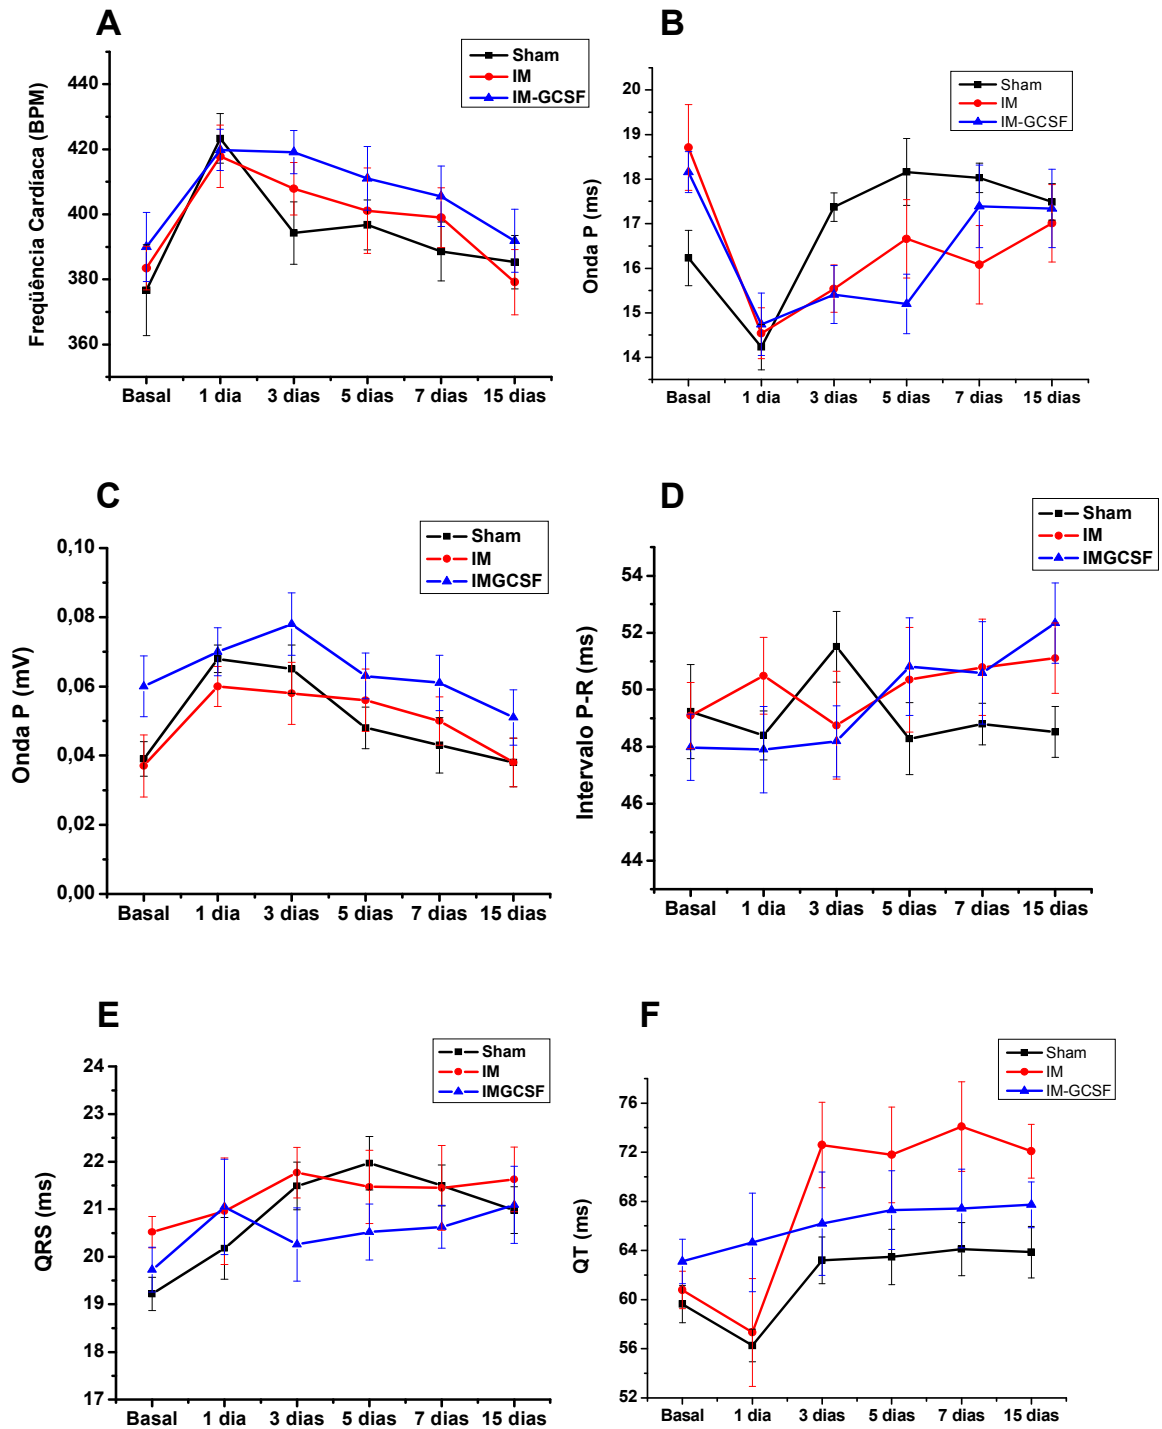 A
Sham
IM
IM-GCSF
Freqüência Cardíaca (BPM)
440
420
400
380
360
Basal 1 dia 3 dias 5 dias 7 dias 15 dias
B
Sham
IM
IM-GCSF
Onda P (ms)
20
19
18
17
16
15
14
Basal 1 dia 3 dias 5 dias 7 dias 15 dias
C
Sham
IM
IMGCSF
Onda P (mV)
0,10
0,08
0,06
0,04
0,02
0,00
Basal 1 dia 3 dias 5 dias 7 dias 15 dias
D
Sham
IM
IMGCSF
Intervalo P-R (ms)
54
52
50
48
46
44
Basal 1 dia 3 dias 5 dias 7 dias 15 dias
E
Sham
IM
IMGCSF
QRS (ms)
24
23
22
21
20
19
18
17
Basal 1 dia 3 dias 5 dias 7 dias 15 dias
F
Sham
IM
IM-GCSF
QT (ms)
76
72
68
64
60
56
52
Basal 1 dia 3 dias 5 dias 7 dias 15 dias